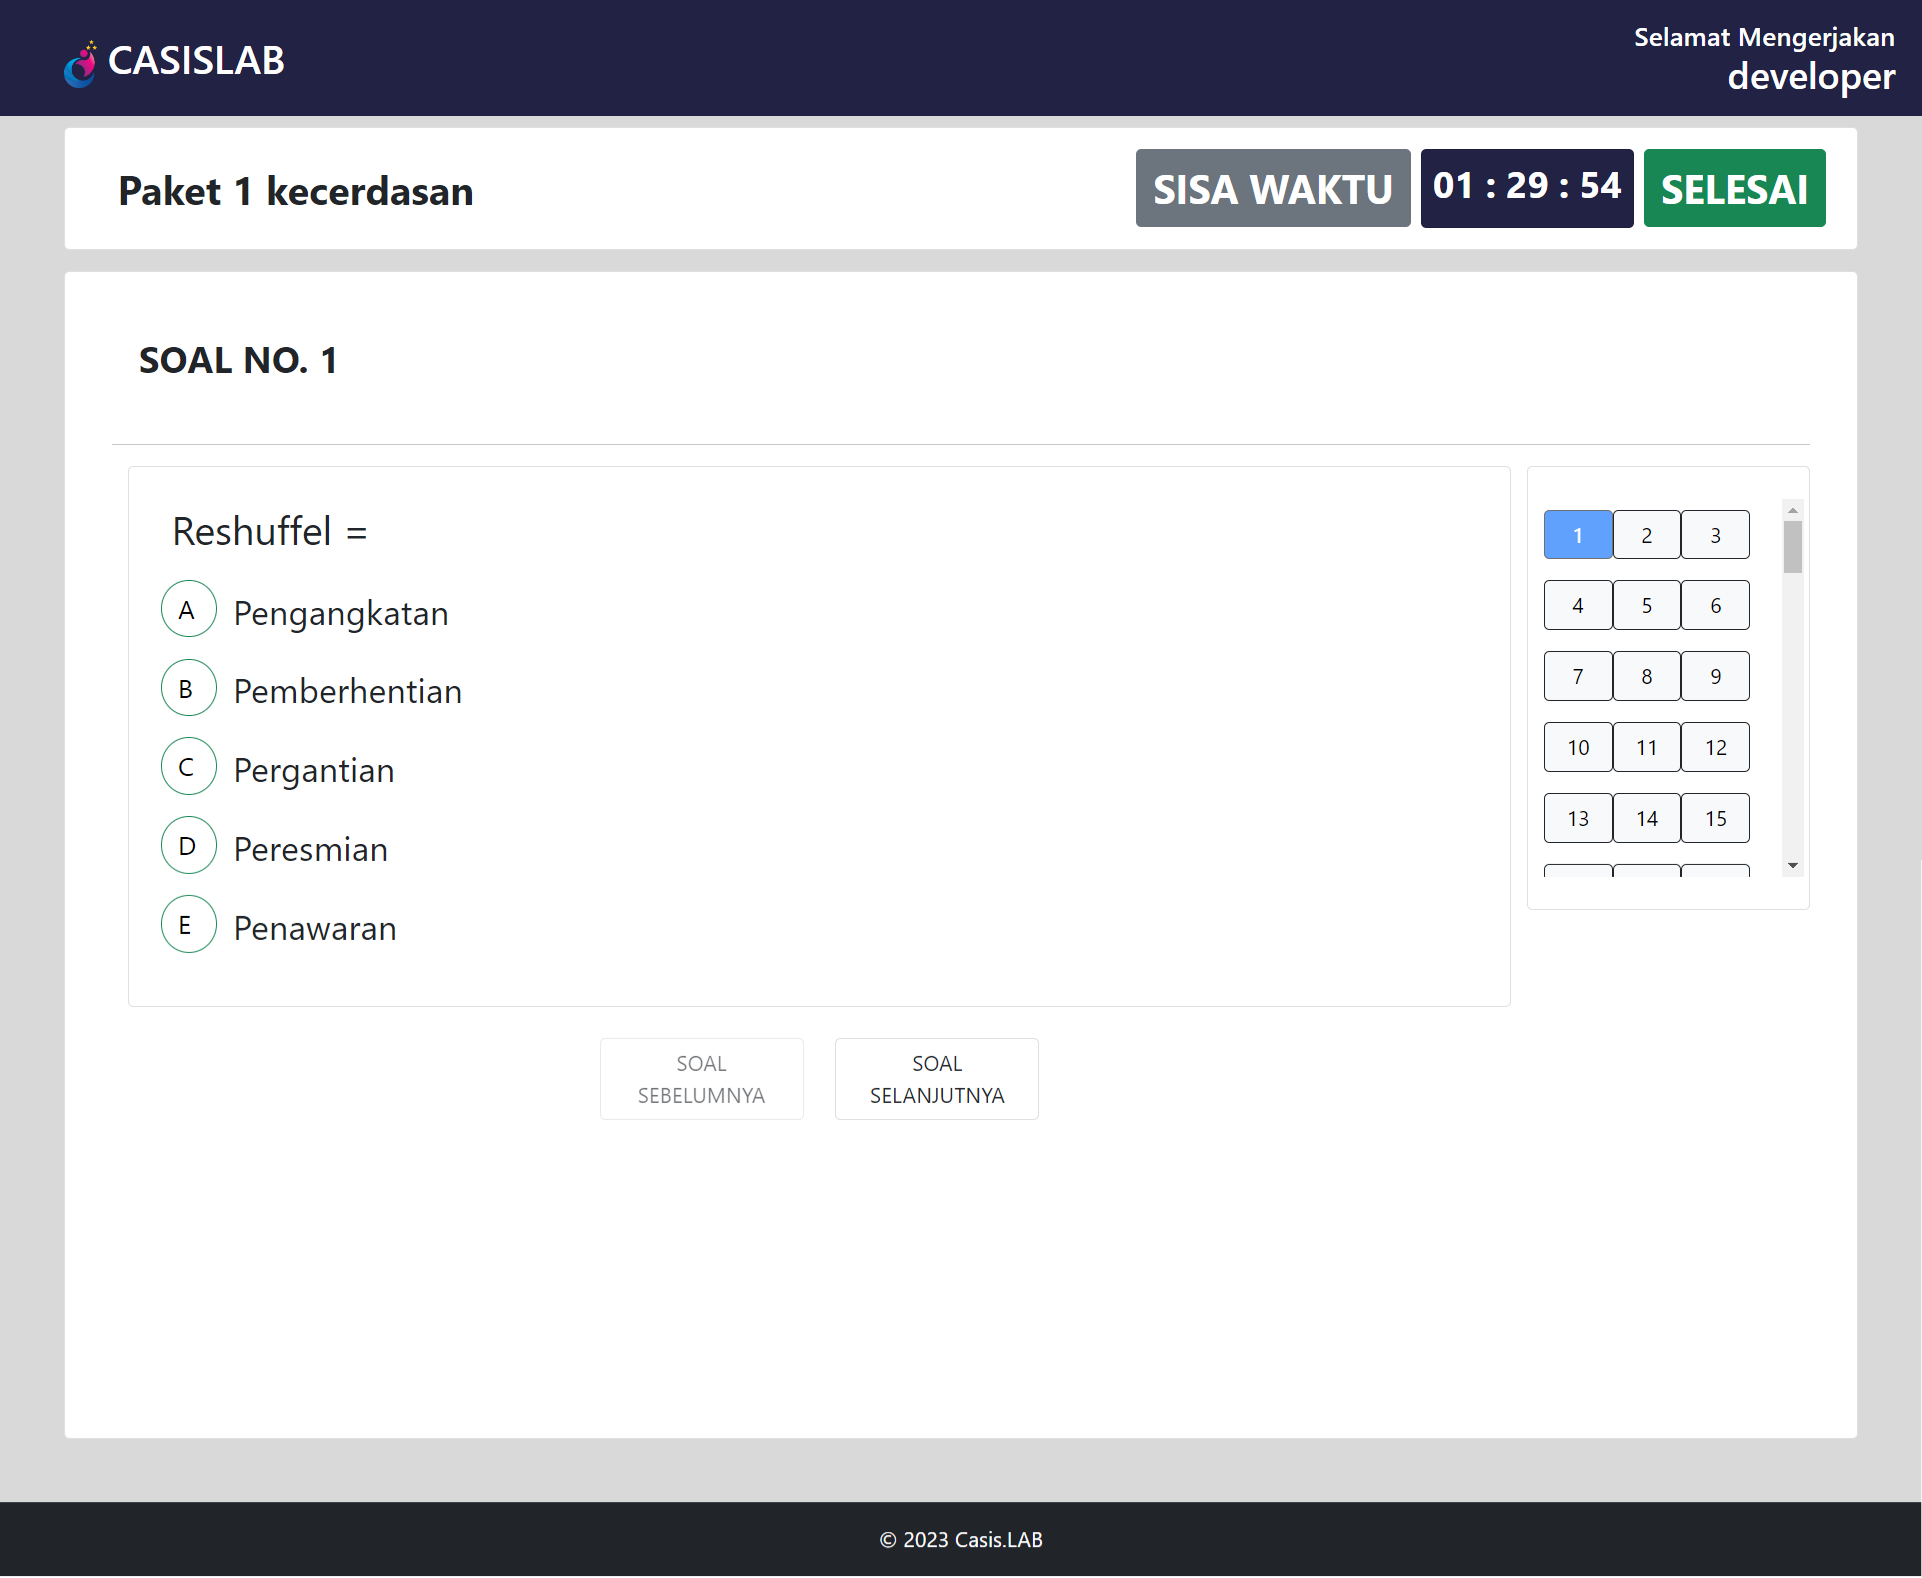 CASISLAB
Selamat Mengerjakan
developer
Paket 1 kecerdasan
SISA WAKTU
01 : 29 : 54
SELESAI
SOAL NO. 1
Reshuffel =
A Pengangkatan
B Pemberhentian
C Pergantian
D Peresmian
E Penawaran
1 2 3
4 5 6
7 8 9
10 11 12
13 14 15
SOAL
SEBELUMNYA
SOAL
SELANJUTNYA
© 2023 Casis.LAB